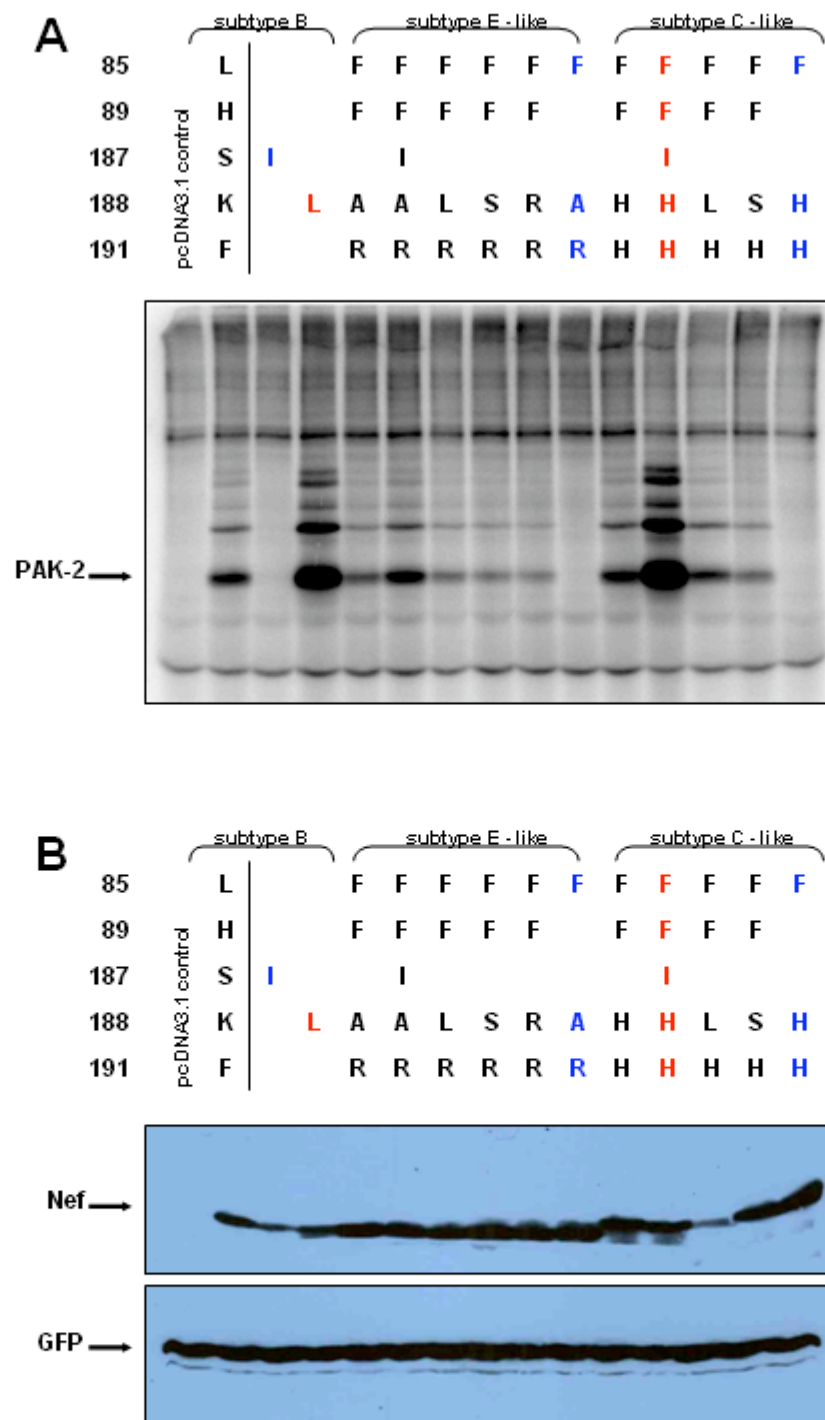 A
subtype B subtype E - like subtype C - like
85 L F F F F F F F F F F F
89 H F F F F F F F F F
187 S I I I
188 K L A A L S R A H H L S H
191 F R R R R R R H H H H H
pcDNA3.1 control
PAK-2
B
subtype B subtype E - like subtype C - like
85 L F F F F F F F F F F F
89 H F F F F F F F F F
187 S I I I
188 K L A A L S R A H H L S H
191 F R R R R R R H H H H H
pcDNA3.1 control
Nef
GFP